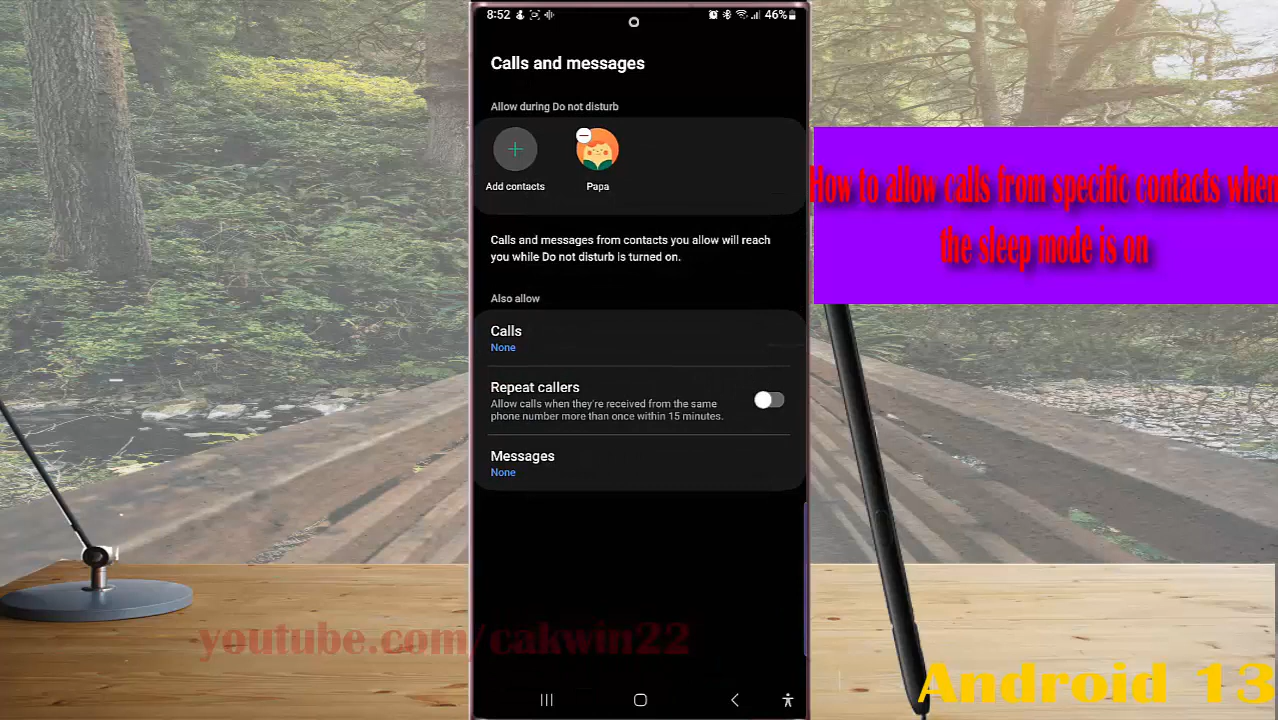 8:52
46%
Calls and messages
Allow during Do not disturb
Add contacts
Papa
Calls and messages from contacts you allow will reach
you while Do not disturb is turned on.
Also allow
Calls
None
Repeat callers
Allow calls when they're received from the same
phone number more than once within 15 minutes.
Messages
None
How to allow calls from specific contacts when
the sleep mode is on
youtube.com/cakwin22
Android 13